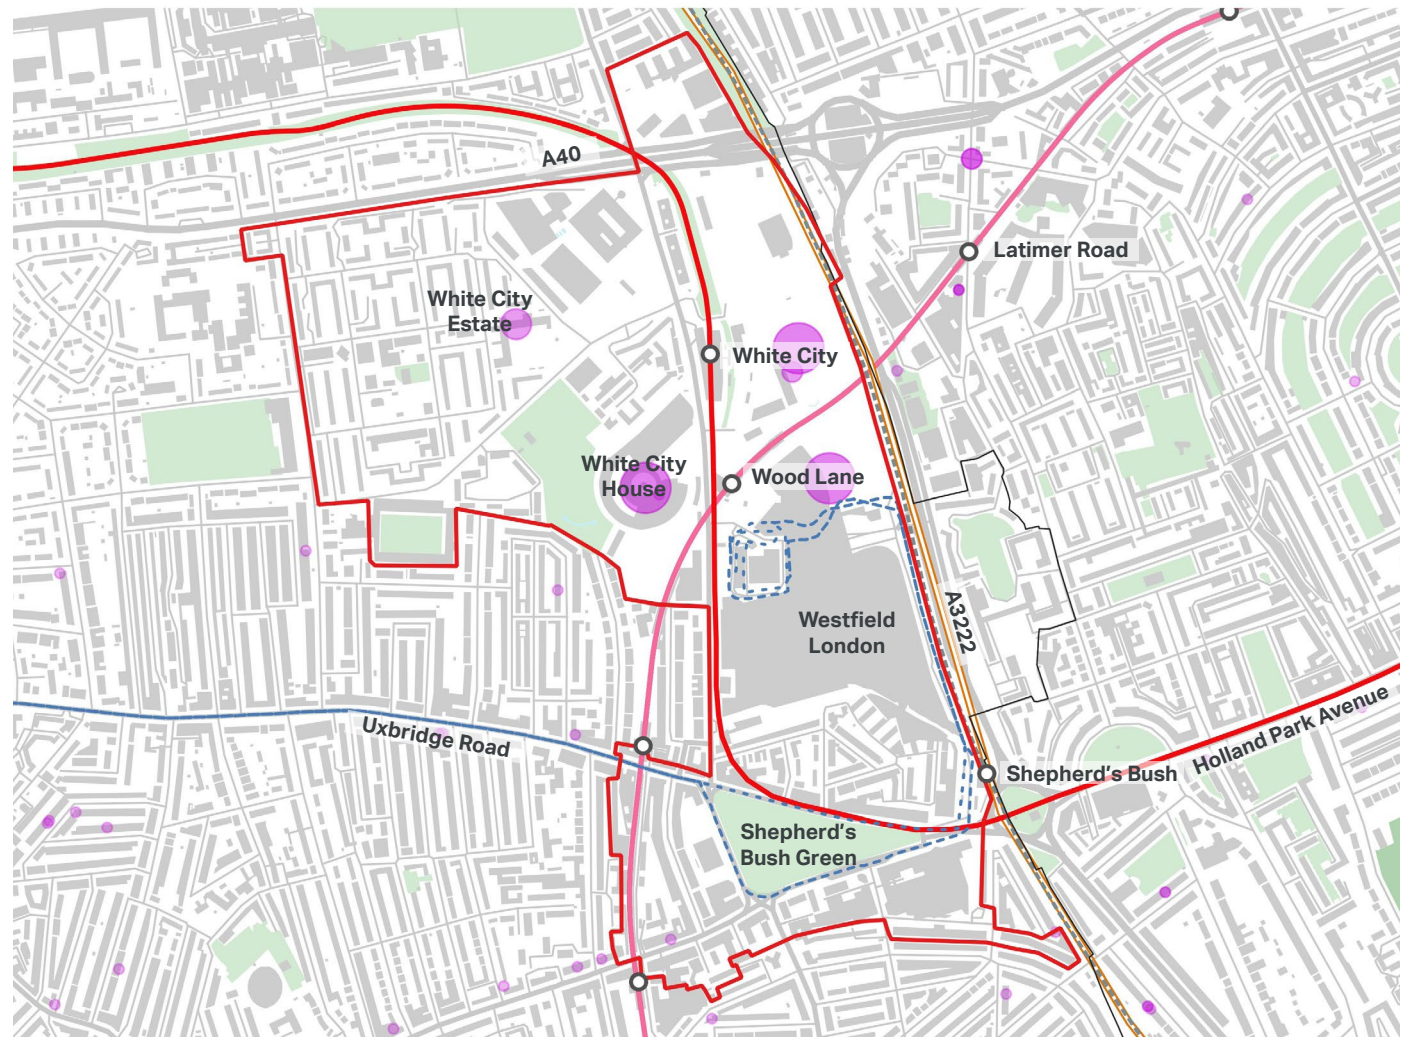 A40
Latimer Road
White City
Estate
White City
White City
House
Wood Lane
A3222
Westfield
London
Uxbridge Road
Holland Park Avenue
Shepherd's Bush
Shepherd's
Bush Green